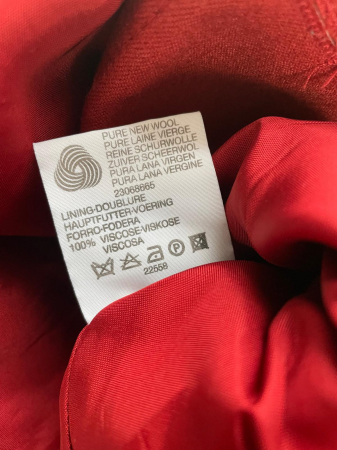 PURE NEW WOOL
PURE LAINE VIERGE
REINE SCHURWOLLE
ZUIVER SCHEERWOL
PURA LANA VIRGEN
PURA LANA VERGINE
23068665
LINING-DOUBLURE
HAUPTFUTTER-VOERING
FORRO-FODERA
100% VISCOSE-VISKOSE
VISCOSA
22558